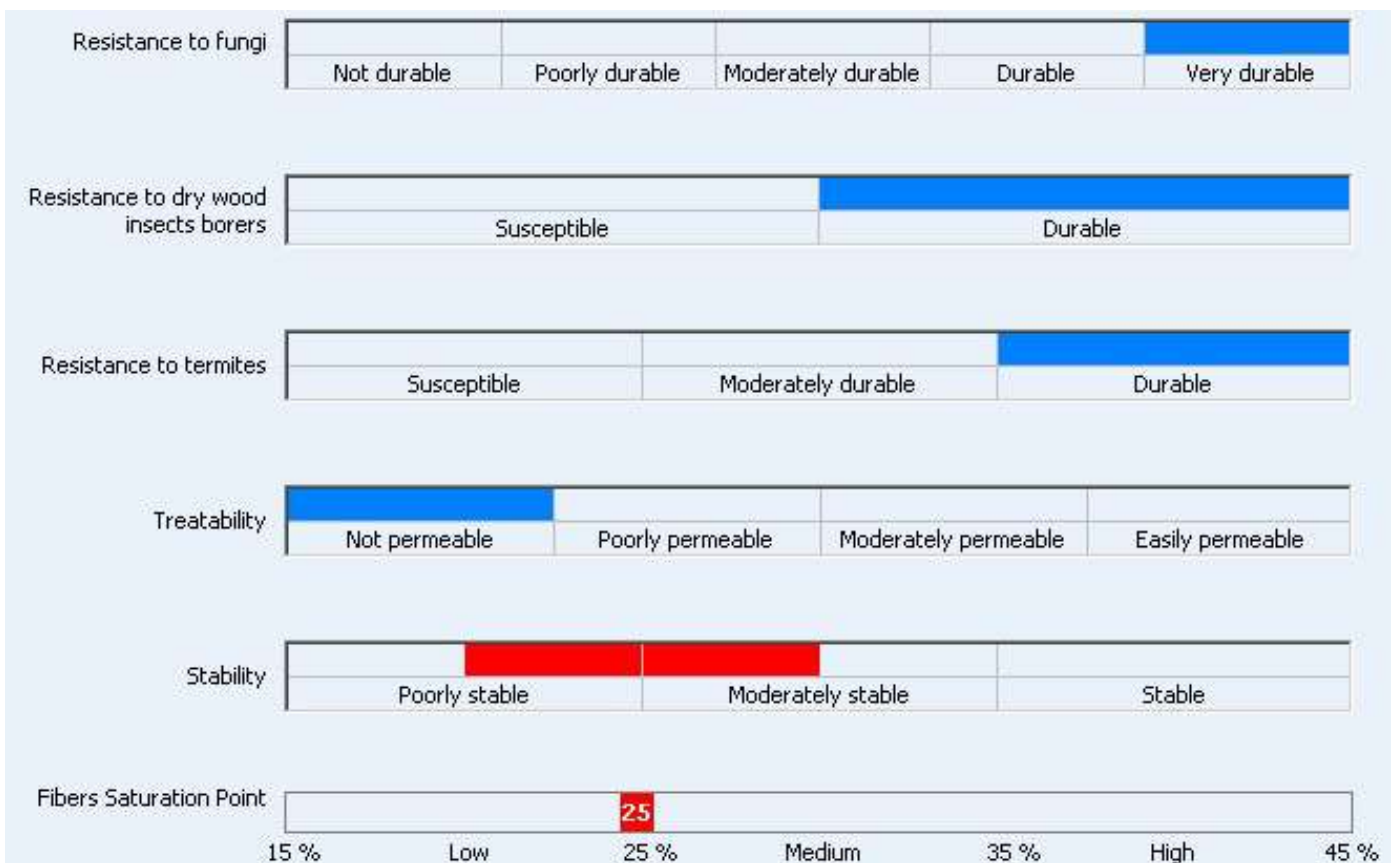 Resistance to fungi
Not durable Poorly durable Moderately durable Durable Very durable
Resistance to dry wood
insects borers
Susceptible Durable
Resistance to termites
Susceptible Moderately durable Durable
Treatability
Not permeable Poorly permeable Moderately permeable Easily permeable
Stability
Poorly stable Moderately stable Stable
Fibers Saturation Point
25
15 % Low 25 % Medium 35 % High 45 %